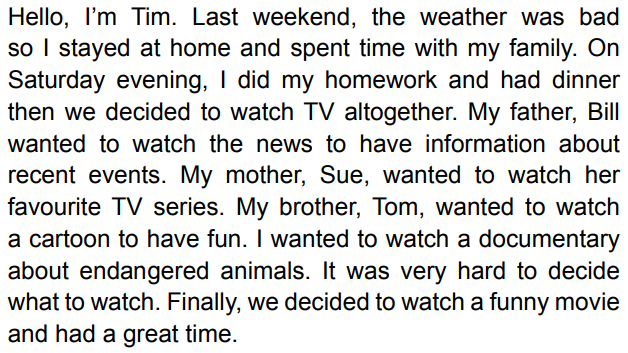 Hello, I’m Tim. Last weekend, the weather was bad
so I stayed at home and spent time with my family. On
Saturday evening, I did my homework and had dinner
then we decided to watch TV altogether. My father, Bill
wanted to watch the news to have information about
recent events. My mother, Sue, wanted to watch her
favourite TV series. My brother, Tom, wanted to watch
a cartoon to have fun. I wanted to watch a documentary
about endangered animals. It was very hard to decide
what to watch. Finally, we decided to watch a funny movie
and had a great time.